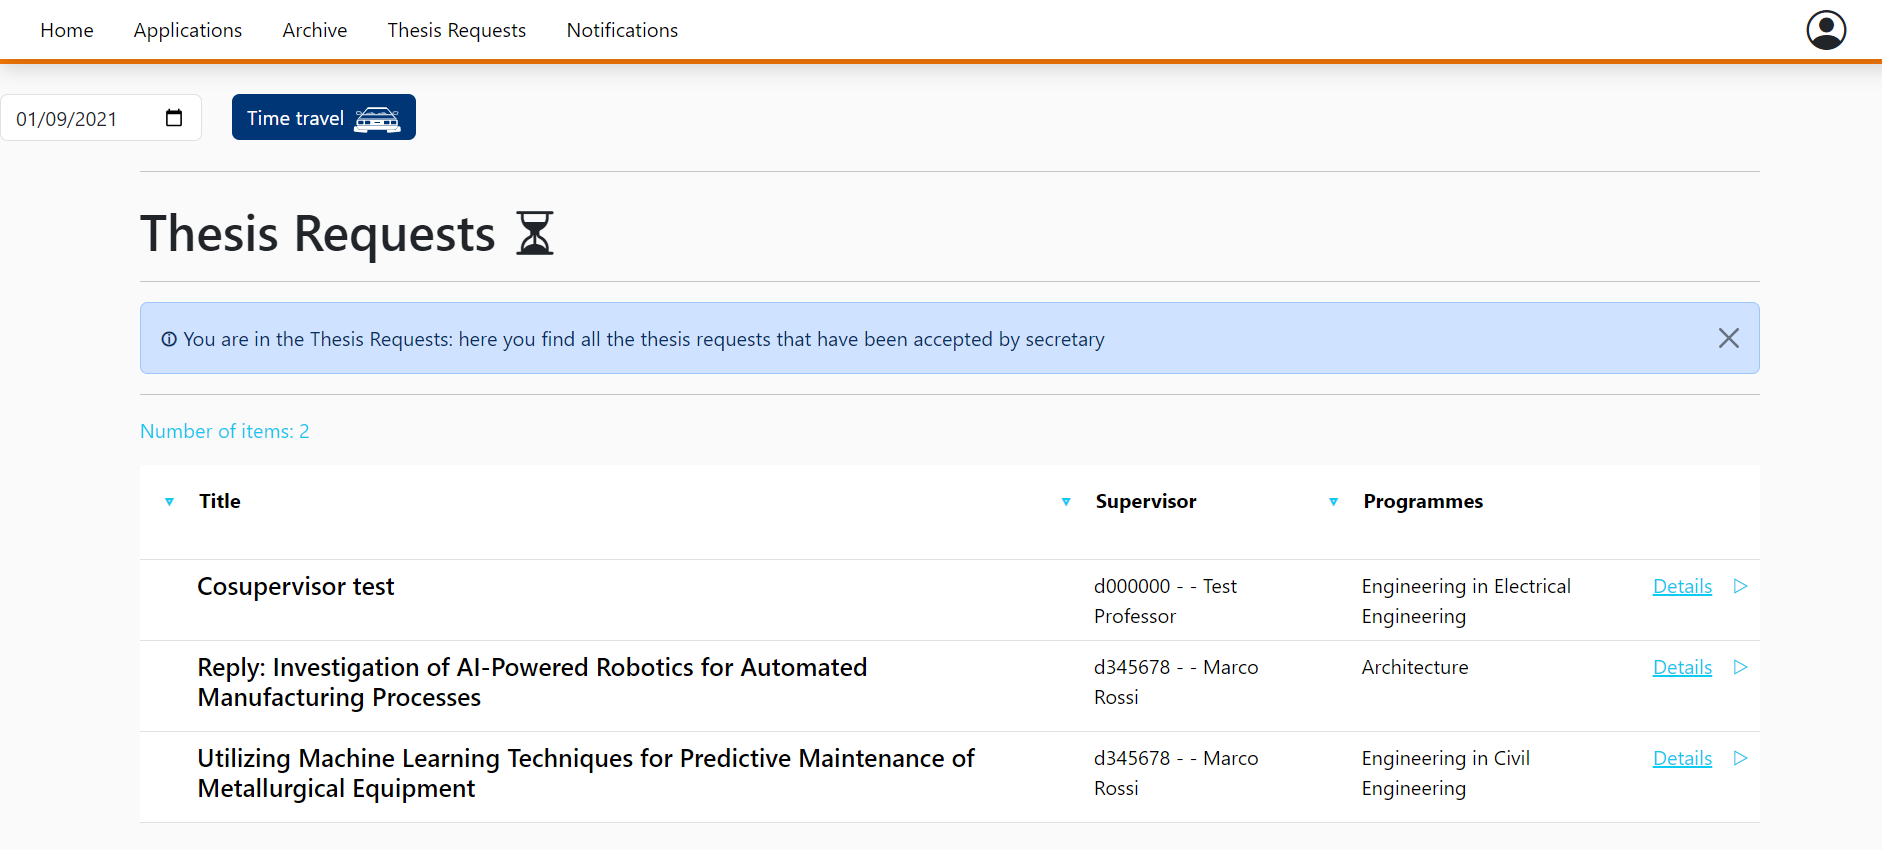 Home Applications Archive Thesis Requests Notifications
01/09/2021 Time travel
Thesis Requests
You are in the Thesis Requests: here you find all the thesis requests that have been accepted by secretary
Number of items: 2
Title Supervisor Programmes
Cosupervisor test d000000 - - Test Engineering in Electrical Details
Professor Engineering
Reply: Investigation of AI-Powered Robotics for Automated d345678 - - Marco Architecture Details
Manufacturing Processes Rossi
Utilizing Machine Learning Techniques for Predictive Maintenance of d345678 - - Marco Engineering in Civil Details
Metallurgical Equipment Rossi Engineering